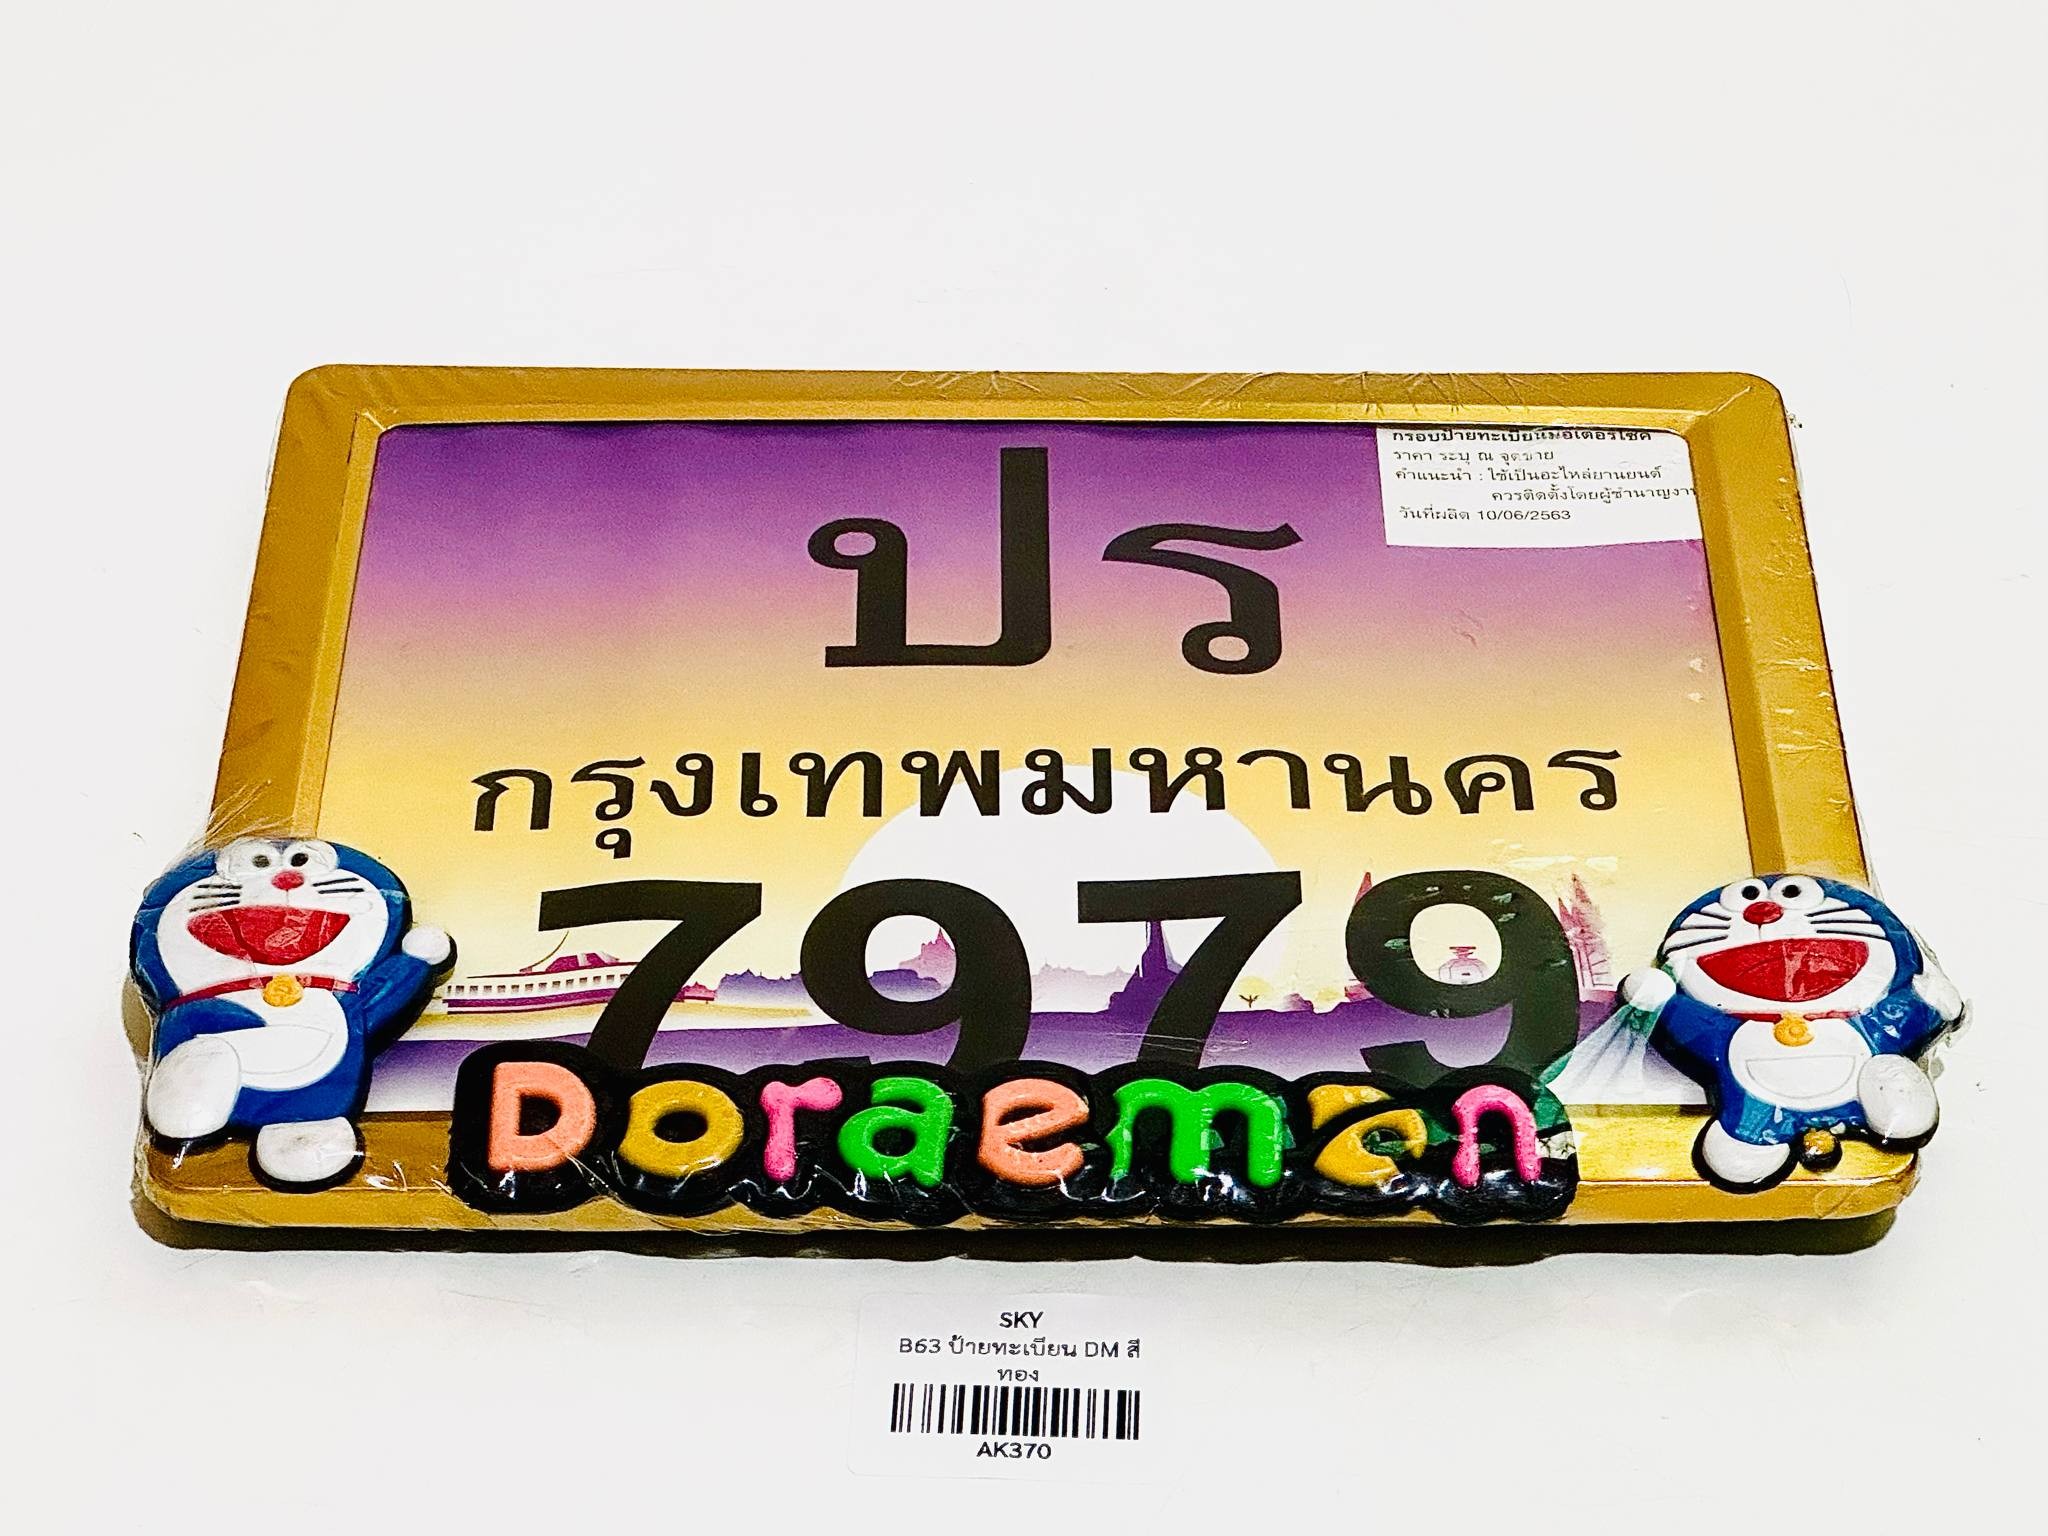 ปร
กรอบป้ายทะเบียนมอเตอร์ไซค์
ราคา ระบุ ณ จุดขาย
คำแนะนำ : ใช้เป็นอะไหล่ยานยนต์
ควรติดตั้งโดยผู้ชำนาญงาน
วันที่ผลิต 10/06/2563
กรุงเทพมหานคร
7979
Doraemon
SKY
B63 ป้ายทะเบียน DM สี
ทอง
AK370